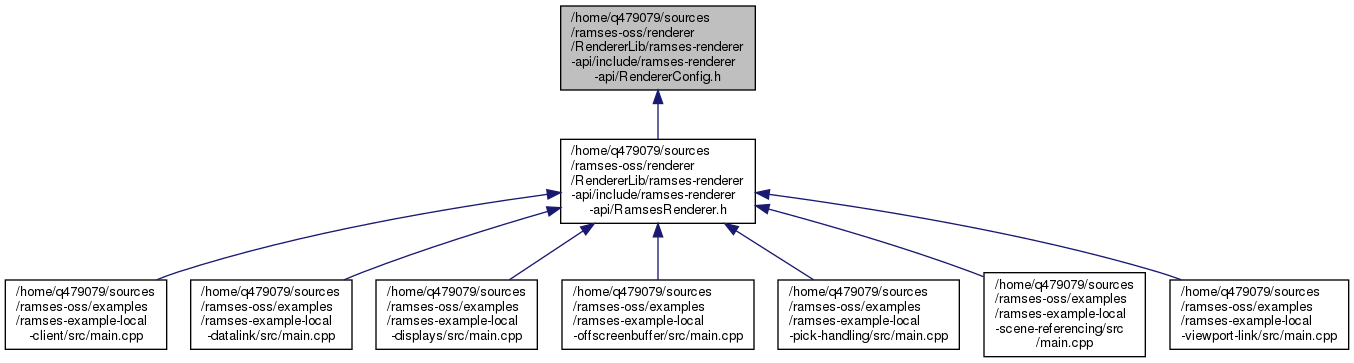 /home/q479079/sources
/ramses-oss/renderer
/RendererLib/ramses-renderer
-api/include/ramses-renderer
-api/RendererConfig.h
/home/q479079/sources
/ramses-oss/renderer
/RendererLib/ramses-renderer
-api/include/ramses-renderer
-api/RamsesRenderer.h
/home/q479079/sources
/ramses-oss/examples
/ramses-example-local
-client/src/main.cpp
/home/q479079/sources
/ramses-oss/examples
/ramses-example-local
-datalink/src/main.cpp
/home/q479079/sources
/ramses-oss/examples
/ramses-example-local
-displays/src/main.cpp
/home/q479079/sources
/ramses-oss/examples
/ramses-example-local
-offscreenbuffer/src/main.cpp
/home/q479079/sources
/ramses-oss/examples
/ramses-example-local
-pick-handling/src/main.cpp
/home/q479079/sources
/ramses-oss/examples
/ramses-example-local
-scene-referencing/src
/main.cpp
/home/q479079/sources
/ramses-oss/examples
/ramses-example-local
-viewport-link/src/main.cpp